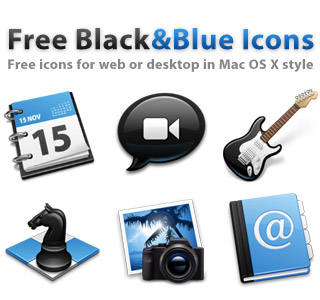 Free Black&Blue Icons
Free icons for web or desktop in Mac OS X style
15 NOV
15
@